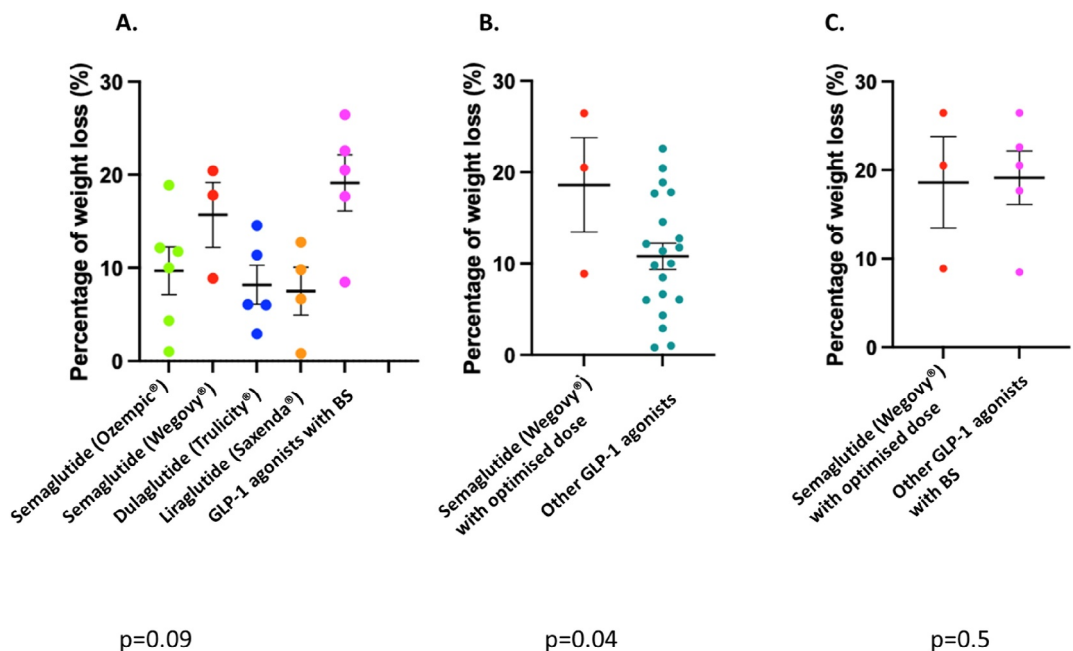 A.
Percentage of weight loss (%)
30
20
10
0
Semaglutide (Ozempic®)
Semaglutide (Wegovy®)
Dulaglutide (Trulicity®)
Liraglutide (Saxenda®)
GLP-1 agonists with BS
p=0.09
B.
Percentage of weight loss (%)
30
20
10
0
Semaglutide (Wegovy®)
with optimised dose
Other GLP-1 agonists
p=0.04
C.
Percentage of weight loss (%)
30
20
10
0
Semaglutide (Wegovy®)
with optimised dose
Other GLP-1 agonists
with BS
p=0.5